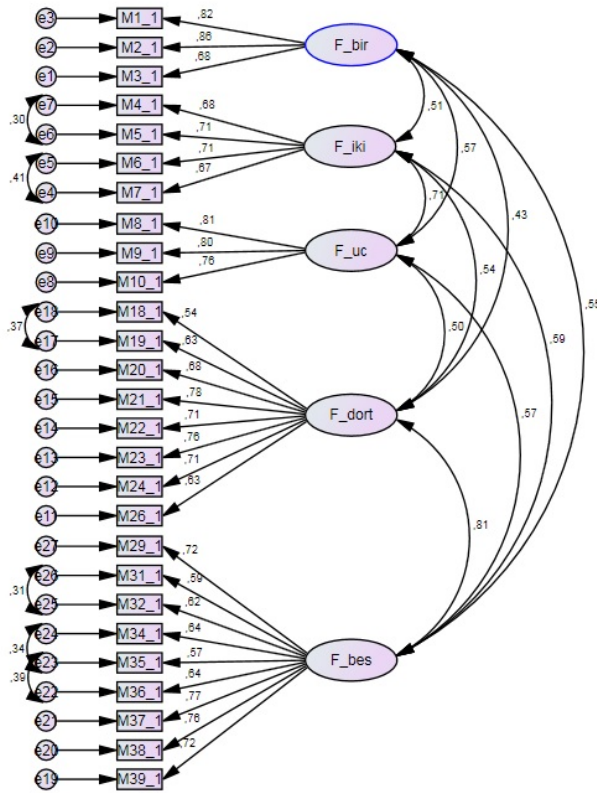 e3 M1_1 ,82
e2 M2_1 ,86 F_bir
e1 M3_1 ,68
e7 M4_1 ,68 ,51
,30
e6 M5_1 ,71 F_iki ,57
e5 M6_1 ,71
,41
e4 M7_1 ,67 ,71 ,43
e10 M8_1 ,81
e9 M9_1 ,80 F_uc ,54
e8 M10_1 ,76
e18 M18_1 ,54 ,59
,37 ,50
e17 M19_1 ,63
e16 M20_1 ,68
e15 M21_1 ,78
e14 M22_1 ,71 F_dort ,57
e13 M23_1 ,76
e12 M24_1 ,71
e11 M26_1 ,63
,81
e27 M29_1 ,72
e26 M31_1 ,59
,31
e25 M32_1 ,62
e24 M34_1 ,64
,34
e23 M35_1 ,57 F_bes
,39
e22 M36_1 ,64
e21 M37_1 ,77
e20 M38_1 ,76
e19 M39_1 ,72